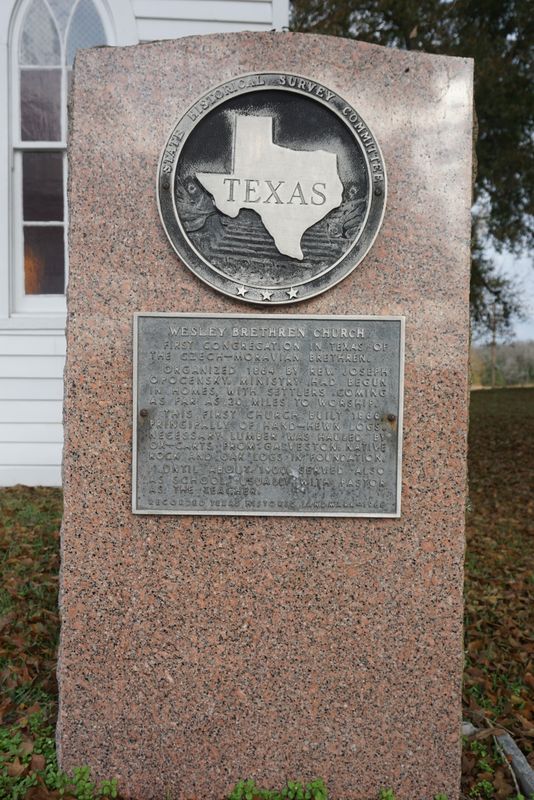 STATE HISTORICAL SURVEY COMMITTEE
TEXAS
WESLEY BRETHREN CHURCH
FIRST CONGREGATION IN TEXAS OF
THE CZECH-MORAVIAN BRETHREN.
ORGANIZED 1864 BY REV. JOSEPH
OPOCENSKY. MINISTRY HAD BEGUN
IN HOMES, WITH SETTLERS COMING
AS FAR AS 30 MILES TO WORSHIP.
THIS FIRST CHURCH BUILT 1866
PRINCIPALLY OF HAND-HEWN LOGS.
NECESSARY LUMBER WAS HAULED BY
OX-CARTS FROM GALVESTON. NATIVE
ROCK AND OAK LOGS IN FOUNDATION.
UNTIL ABOUT SERVED ALSO
AS SCHOOL, USUALLY WITH PASTOR
AS THE TEACHER.
RECORDED TEXAS HISTORIC LANDMARK-